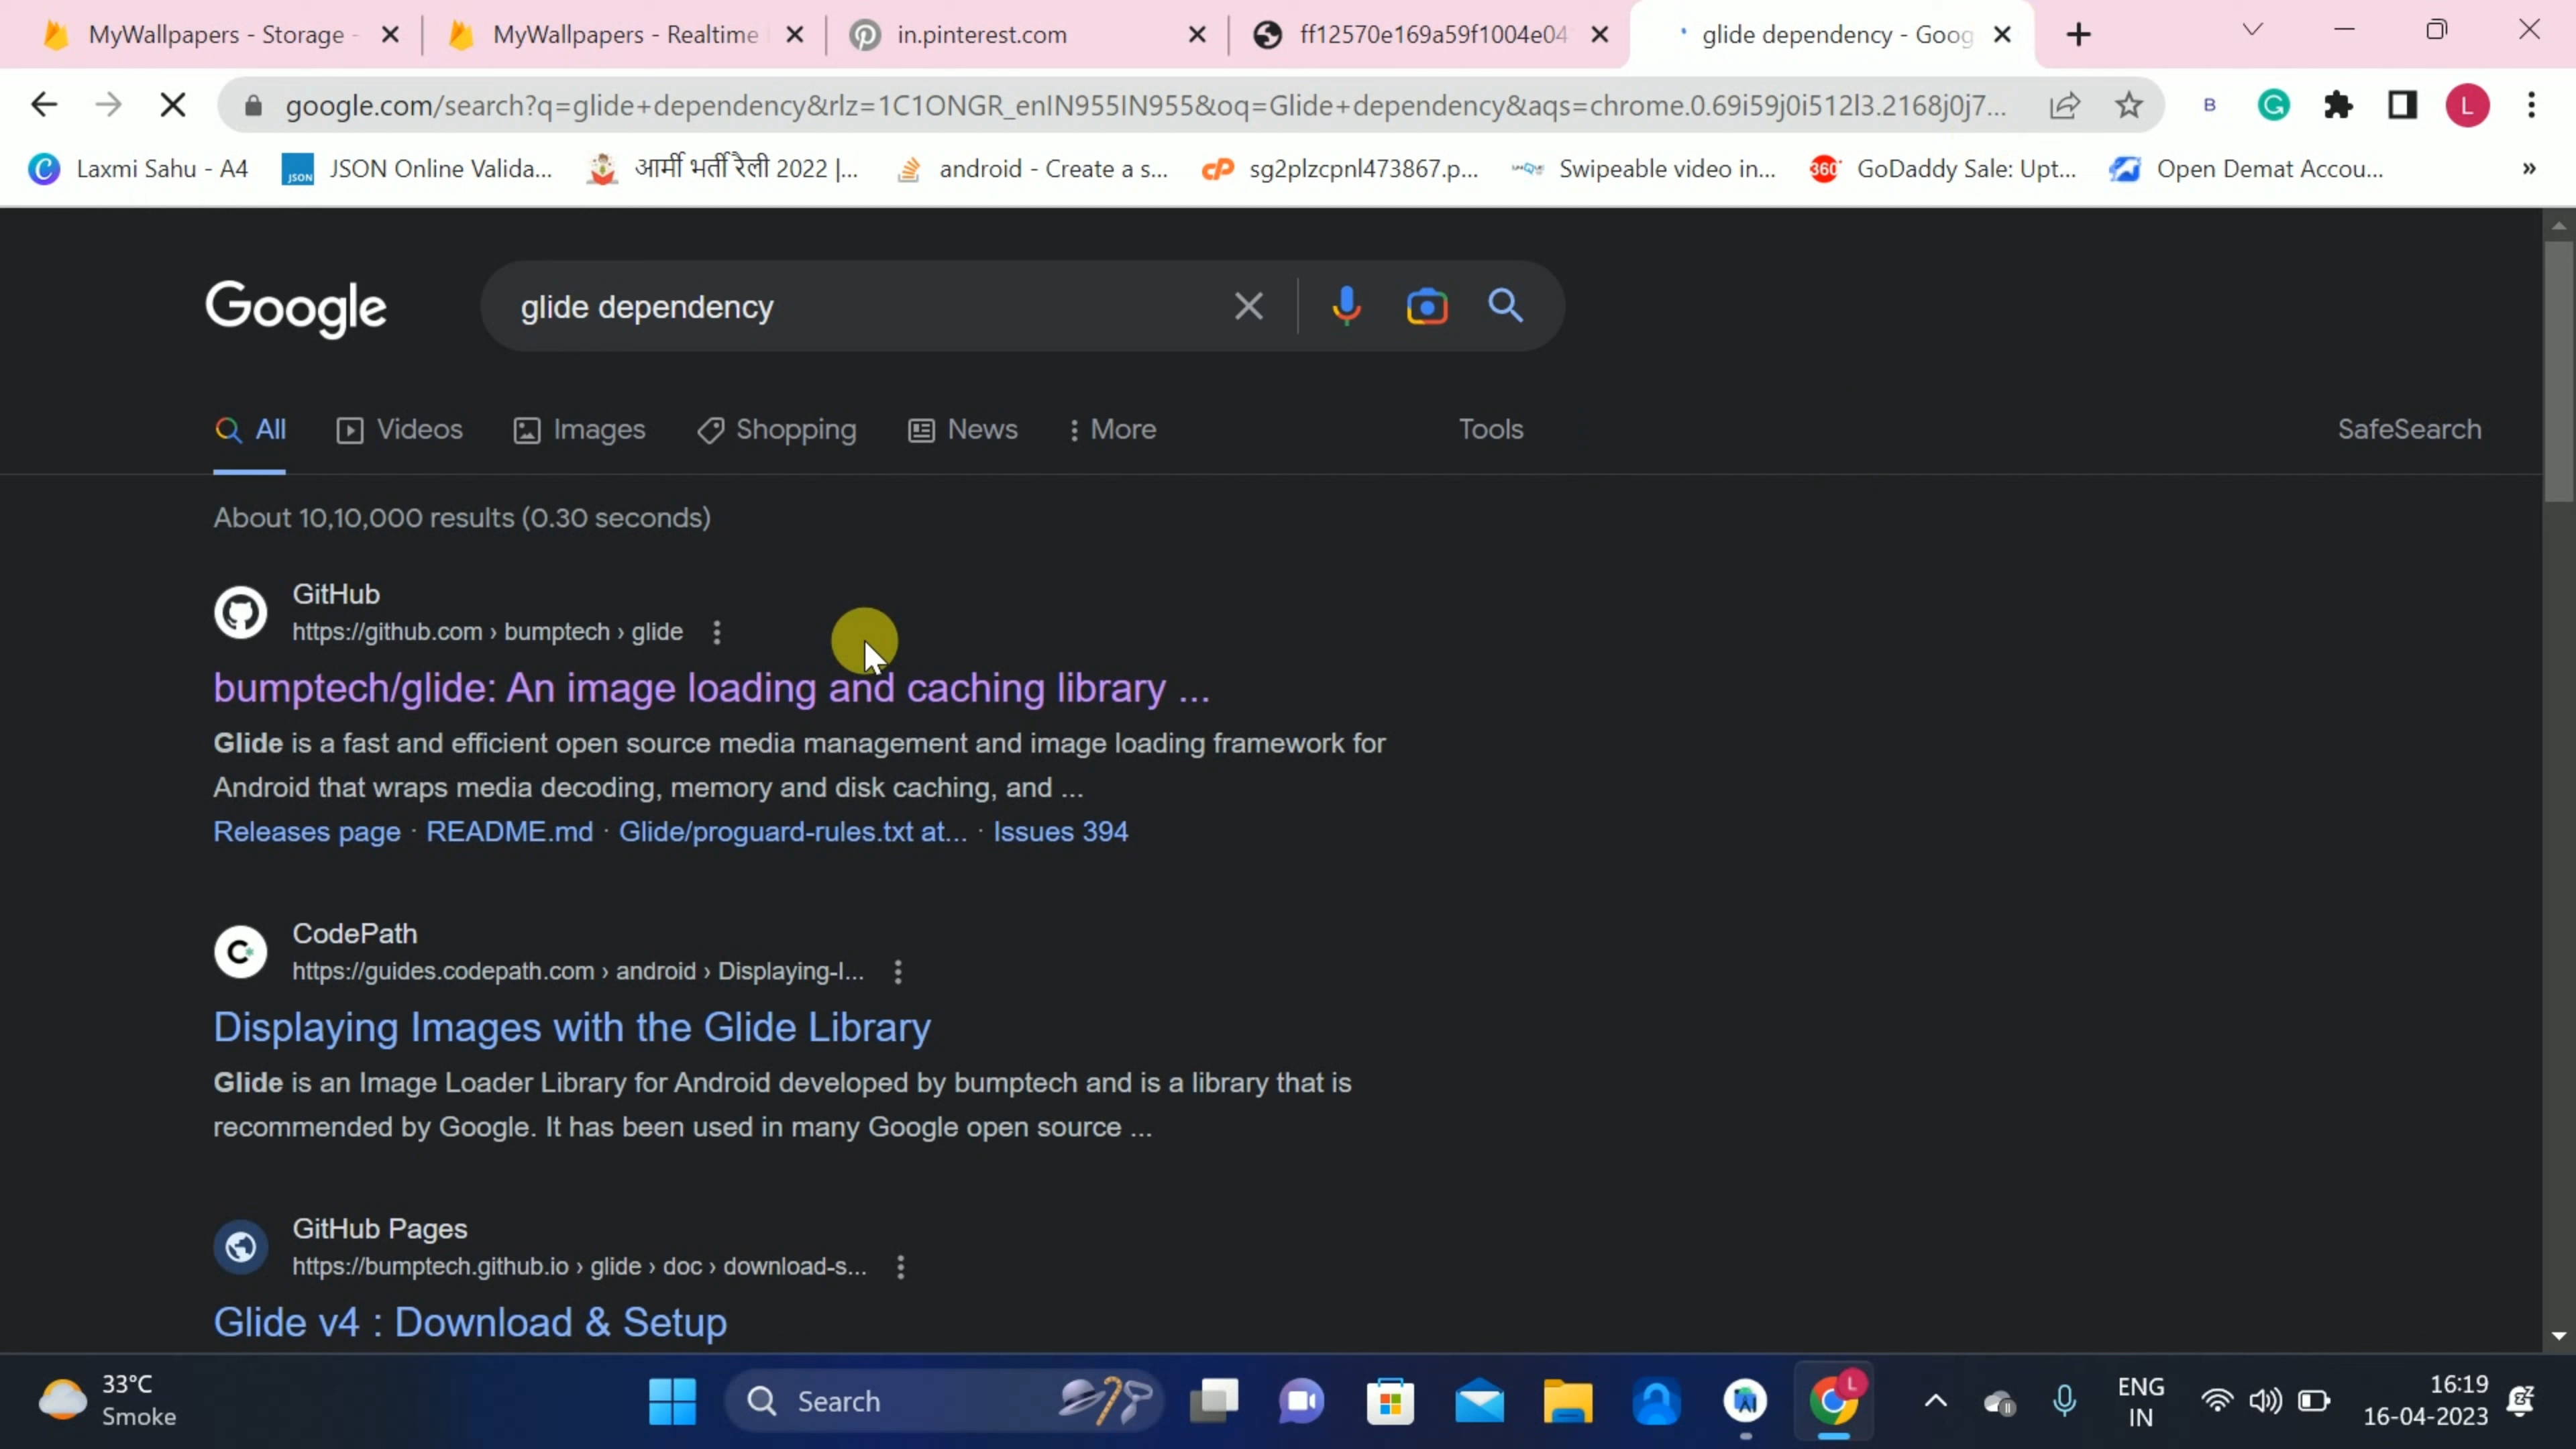 MyWallpapers - Storage -
MyWallpapers - Realtime
in.pinterest.com
ff12570e169a59f1004e04
glide dependency - Goog
google.com/search?q=glide+dependency&rlz=1C1ONGR_enIN955IN955&oq=Glide+dependency&aqs=chrome.0.69i59j0i512l3.2168j0j7...
B
L
Laxmi Sahu - A4
JSON Online Valida...
आर्मी भर्ती रैली 2022 |...
android - Create a s...
sg2plzcpnl473867.p...
Swipeable video in...
GoDaddy Sale: Upt...
Open Demat Accou...
»
Google
glide dependency
All
Videos
Images
Shopping
News
More
Tools
SafeSearch
About 10,10,000 results (0.30 seconds)
GitHub
https://github.com › bumptech › glide
bumptech/glide: An image loading and caching library ...
Glide is a fast and efficient open source media management and image loading framework for
Android that wraps media decoding, memory and disk caching, and ...
Releases page · README.md · Glide/proguard-rules.txt at... · Issues 394
CodePath
https://guides.codepath.com › android › Displaying-I...
Displaying Images with the Glide Library
Glide is an Image Loader Library for Android developed by bumptech and is a library that is
recommended by Google. It has been used in many Google open source ...
GitHub Pages
https://bumptech.github.io › glide › doc › download-s...
Glide v4 : Download & Setup
33°C
Smoke
Search
L
ENG
IN
16:19
16-04-2023